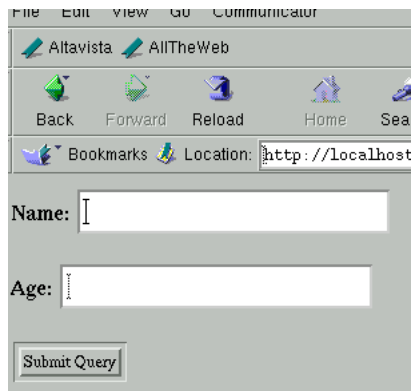 File Edit View Go Communicator
Altavista AllTheWeb
Back Forward Reload Home Sea
Bookmarks Location: http://localhost
Name:
Age:
Submit Query